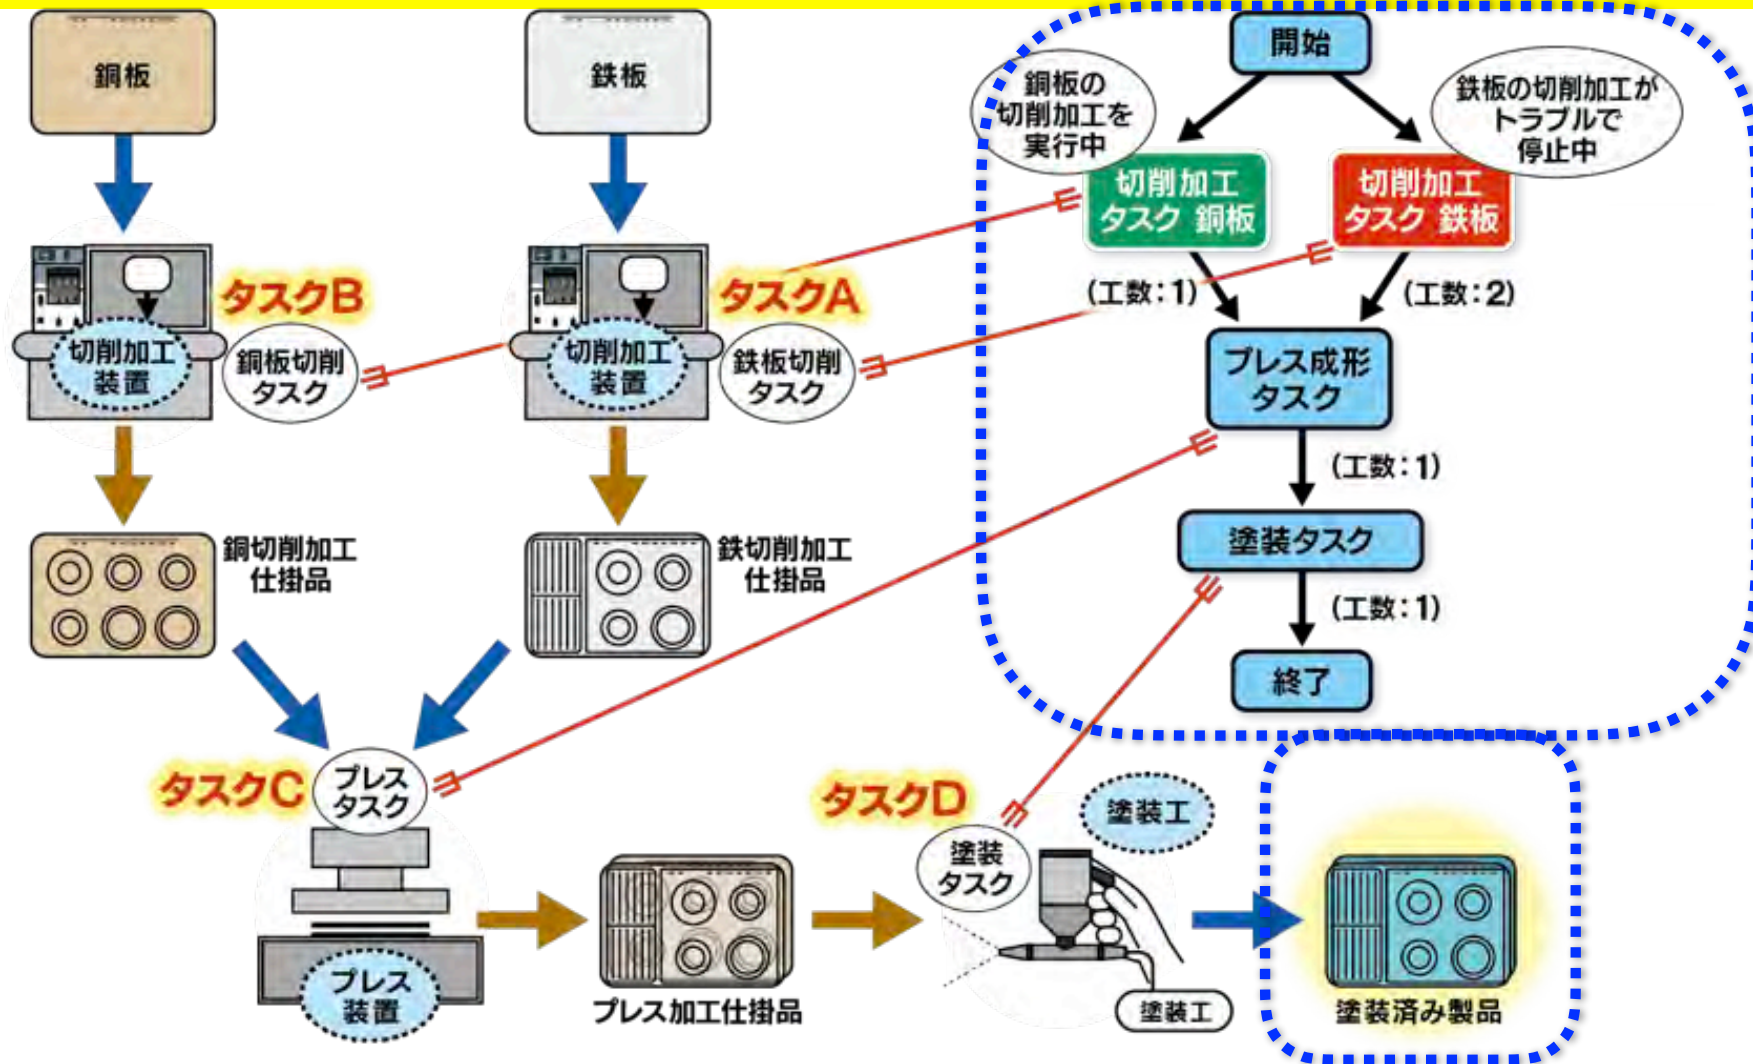 銅板
鉄板
開始
銅板の
切削加工を
実行中
鉄板の切削加工が
トラブルで
停止中
切削加工
タスク 銅板
切削加工
タスク 鉄板
(工数:1)
(工数:2)
タスクB
タスクA
切削加工
装置
銅板切削
タスク
切削加工
装置
鉄板切削
タスク
プレス成形
タスク
(工数:1)
塗装タスク
(工数:1)
終了
銅切削加工
仕掛品
鉄切削加工
仕掛品
タスクC
プレス
タスク
タスクD
塗装
タスク
塗装工
プレス
装置
プレス加工仕掛品
塗装工
塗装済み製品